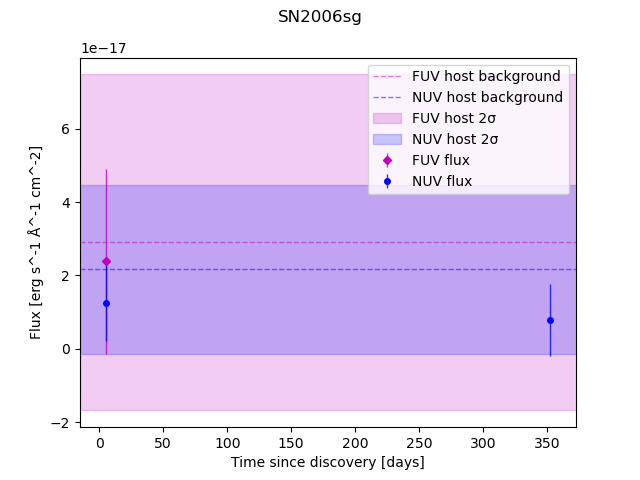 SN2006sg
1e−17
FUV host background
NUV host background
FUV host 2σ
NUV host 2σ
FUV flux
NUV flux
6
4
2
0
−2
Flux [erg s^-1 Å^-1 cm^-2]
0 50 100 150 200 250 300 350
Time since discovery [days]